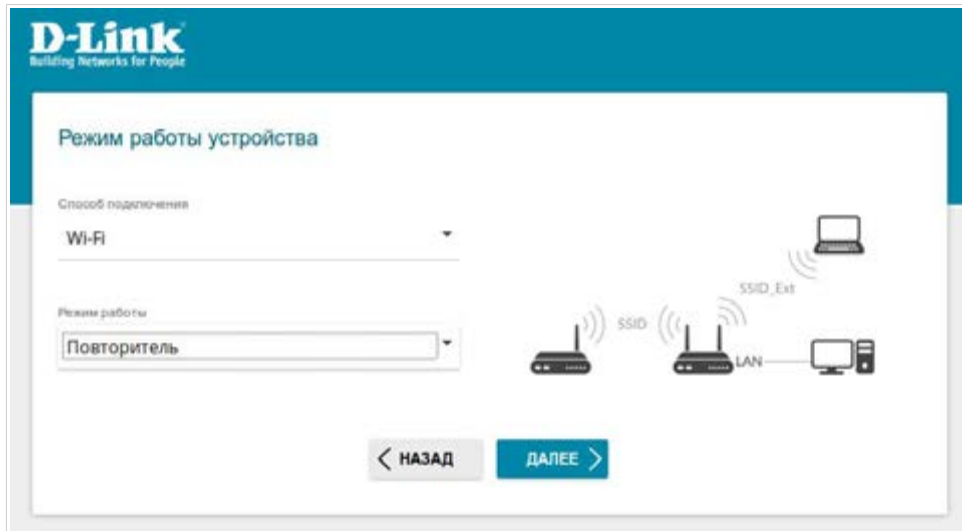 D-Link
Building Networks for People
Режим работы устройства
Способ подключения
Wi-Fi
Режим работы
Повторитель
SSID
SSID_Ext
LAN
< НАЗАД
ДАЛЕЕ >